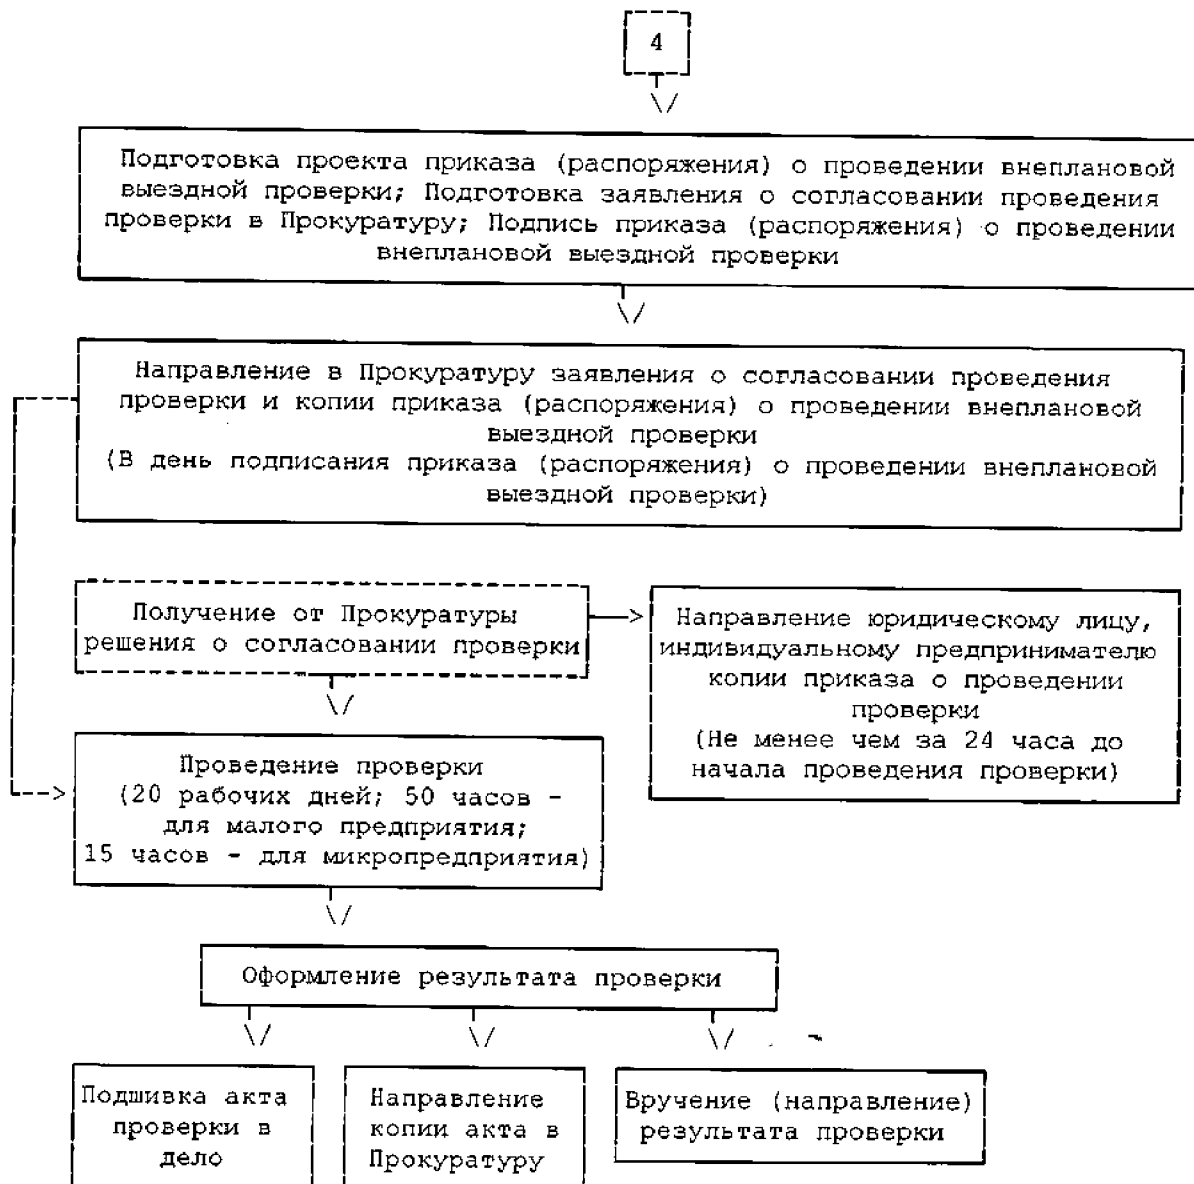 4
Подготовка проекта приказа (распоряжения) о проведении внеплановой
выездной проверки; Подготовка заявления о согласовании проведения
проверки в Прокуратуру; Подпись приказа (распоряжения) о проведении
внеплановой выездной проверки
Направление в Прокуратуру заявления о согласовании проведения
проверки и копии приказа (распоряжения) о проведении внеплановой
выездной проверки
(В день подписания приказа (распоряжения) о проведении внеплановой
выездной проверки)
Получение от Прокуратуры
решения о согласовании проверки
Направление юридическому лицу,
индивидуальному предпринимателю
копии приказа о проведении
проверки
(Не менее чем за 24 часа до
начала проведения проверки)
Проведение проверки
(20 рабочих дней; 50 часов -
для малого предприятия;
15 часов - для микропредприятия)
Оформление результата проверки
Подшивка акта
проверки в
дело
Направление
копии акта в
Прокуратуру
Вручение (направление)
результата проверки